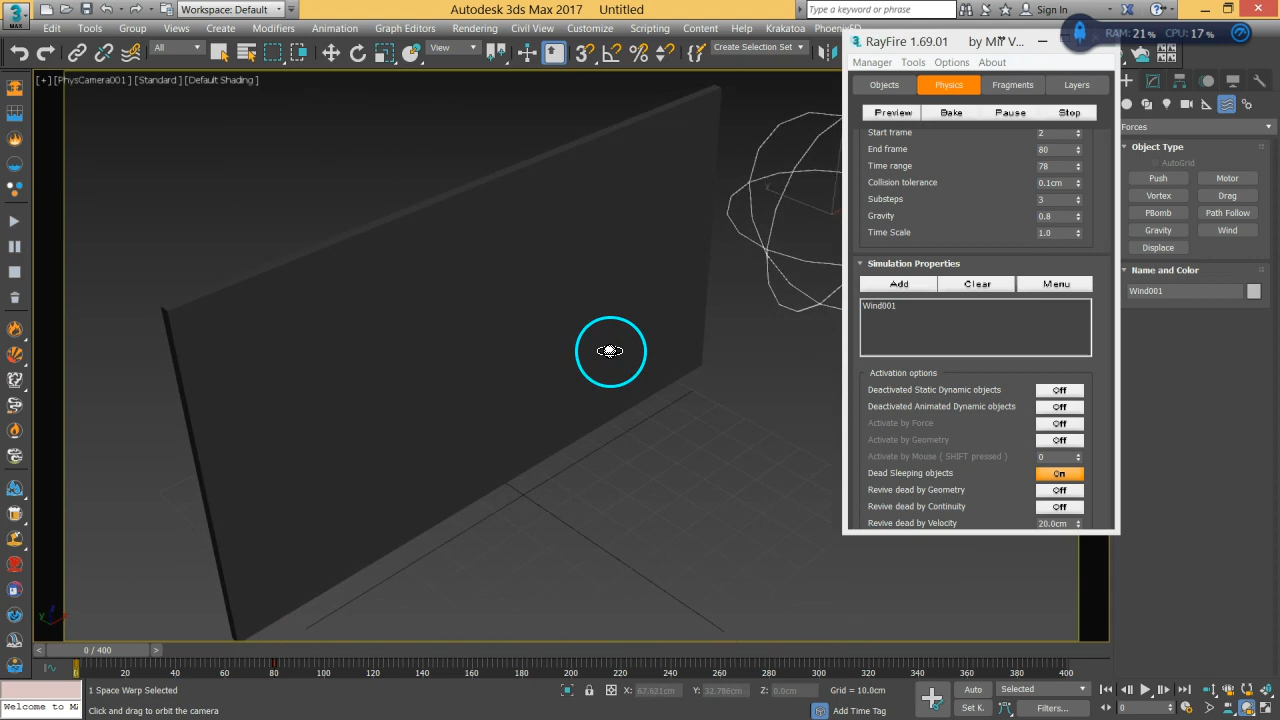 3 Workspace: Default Autodesk 3ds Max 2017 Untitled Type a keyword or phrase Sign In
MAX
Edit Tools Group Views Create Modifiers Animation Graph Editors Rendering Civil View Customize Scripting Content PhoenixFD
All View Create Selection Set
[+] [PhysCamera001 ] [Standard ] [Default Shading ]
RayFire 1.69.01 by Mir V...
RAM: 21% CPU: 17%
Manager Tools Options About
Objects Physics Fragments Layers
Preview Bake Pause Stop
Start frame 2
End frame 80
Time range 78
Collision tolerance 0.1cm
Substeps 3
Gravity 0.8
Time Scale 1.0
Simulation Properties
Add Clear Menu
Wind001
Activation options
Deactivated Static Dynamic objects Off
Deactivated Animated Dynamic objects Off
Activate by Force Off
Activate by Geometry Off
Activate by Mouse ( SHIFT pressed ) 0
Dead Sleeping objects On
Revive dead by Geometry Off
Revive dead by Continuity Off
Revive dead by Velocity 20.0cm
Forces
Object Type
AutoGrid
Push Motor
Vortex Drag
PBomb Path Follow
Gravity Wind
Displace
Name and Color
Wind001
0 / 400
0 20 40 60 80 100 120 140 160 180 200 220 240 260 280 300 320 340 360 380 400
1 Space Warp Selected X: 67.621cm Y: 32.786cm Z: 0.0cm Grid = 10.0cm Auto Selected
Welcome to M Click and drag to orbit the camera Add Time Tag Set K. Filters... 0